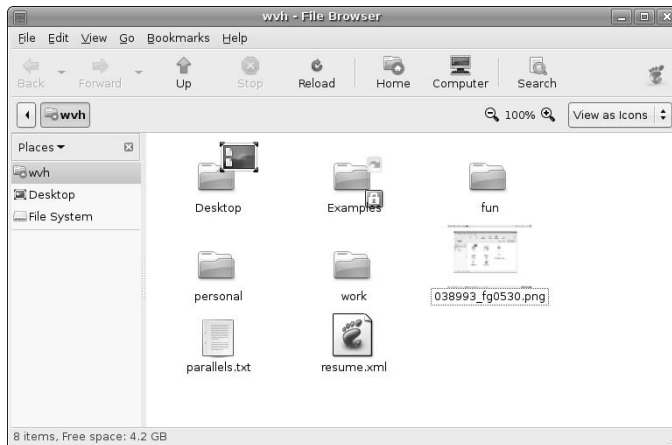 wvh - File Browser
File Edit View Go Bookmarks Help
Back Forward Up Stop Reload Home Computer Search
wvh 100% View as Icons
Places
wvh
Desktop
File System
Desktop Examples fun
personal work 038993_fg0530.png
parallels.txt resume.xml
8 items, Free space: 4.2 GB